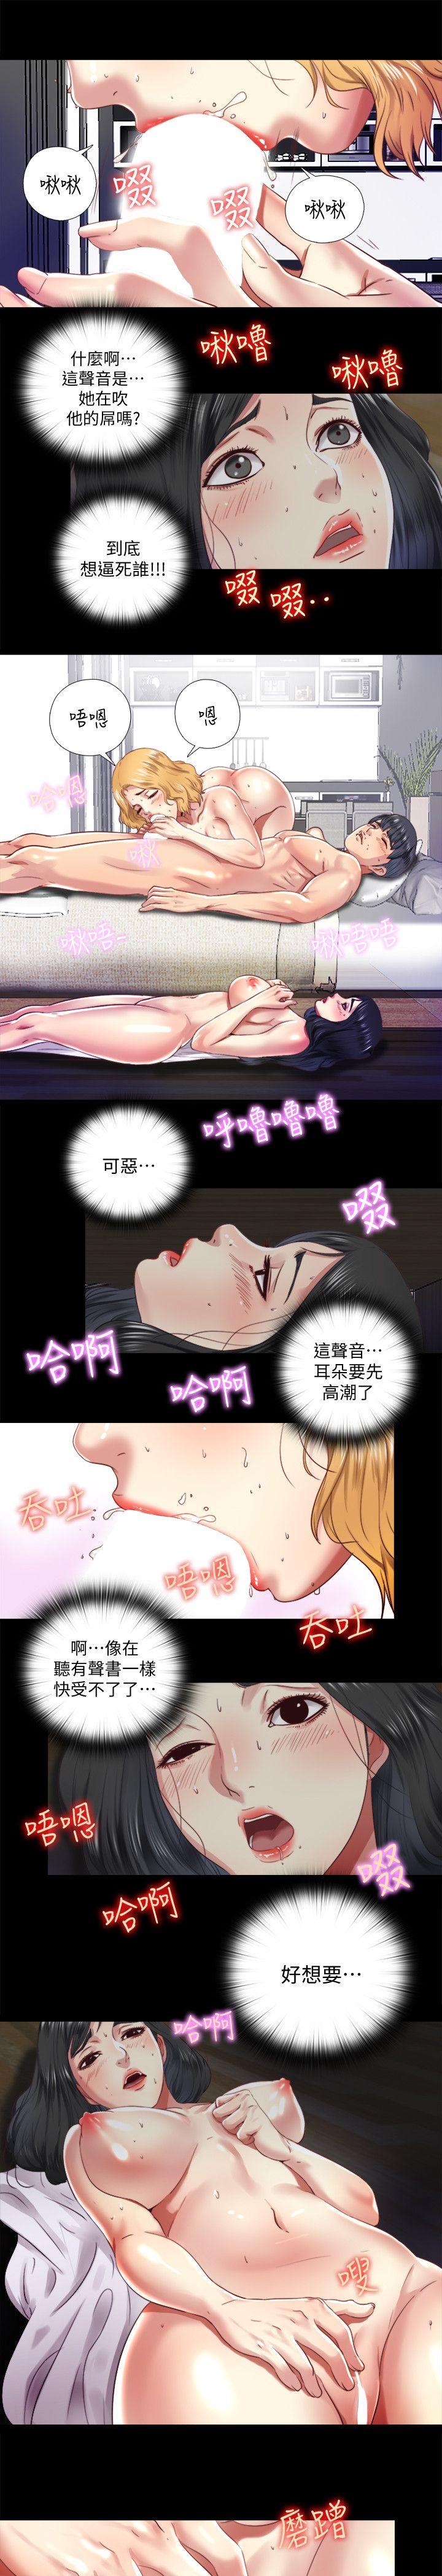 啾啾
啜
啜
啾啾
啾嚕
啾嚕
什麼啊…
這聲音是…
她在吹
他的屌嗎?
到底
想逼死誰!!!
啜
啜..
唔嗯
嗯
哈嗯
啾
啾唔~
啾唔唔
呼嚕嚕嚕
可惡…
啜
哈啊
哈啊
這聲音…
耳朵要先
高潮了
吞吐
唔嗯
吞吐
啊…像在
聽有聲書一樣
快受不了了…
唔嗯
哈啊
啜
好想要…
哈啊
嗖
磨蹭